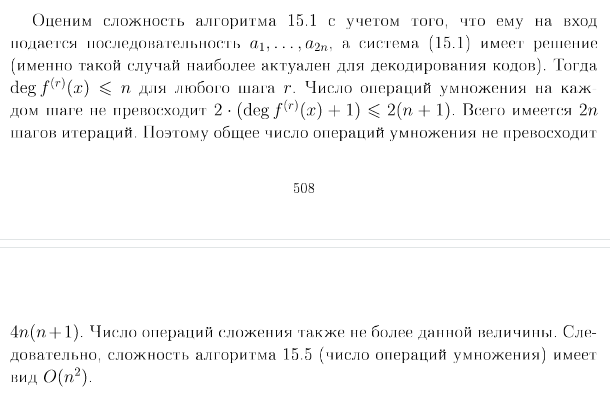 Оценим сложность алгоритма 15.1 с учетом того, что ему на вход
подается последовательность a₁, . . . , a₂ₙ, а система (15.1) имеет решение
(именно такой случай наиболее актуален для декодирования кодов). Тогда
deg f⁽ʳ⁾(x) ⩽ n для любого шага r. Число операций умножения на каж-
дом шаге не превосходит 2 · (deg f⁽ʳ⁾(x) + 1) ⩽ 2(n + 1). Всего имеется 2n
шагов итераций. Поэтому общее число операций умножения не превосходит
508
4n(n+1). Число операций сложения также не более данной величины. Сле-
довательно, сложность алгоритма 15.5 (число операций умножения) имеет
вид O(n²).